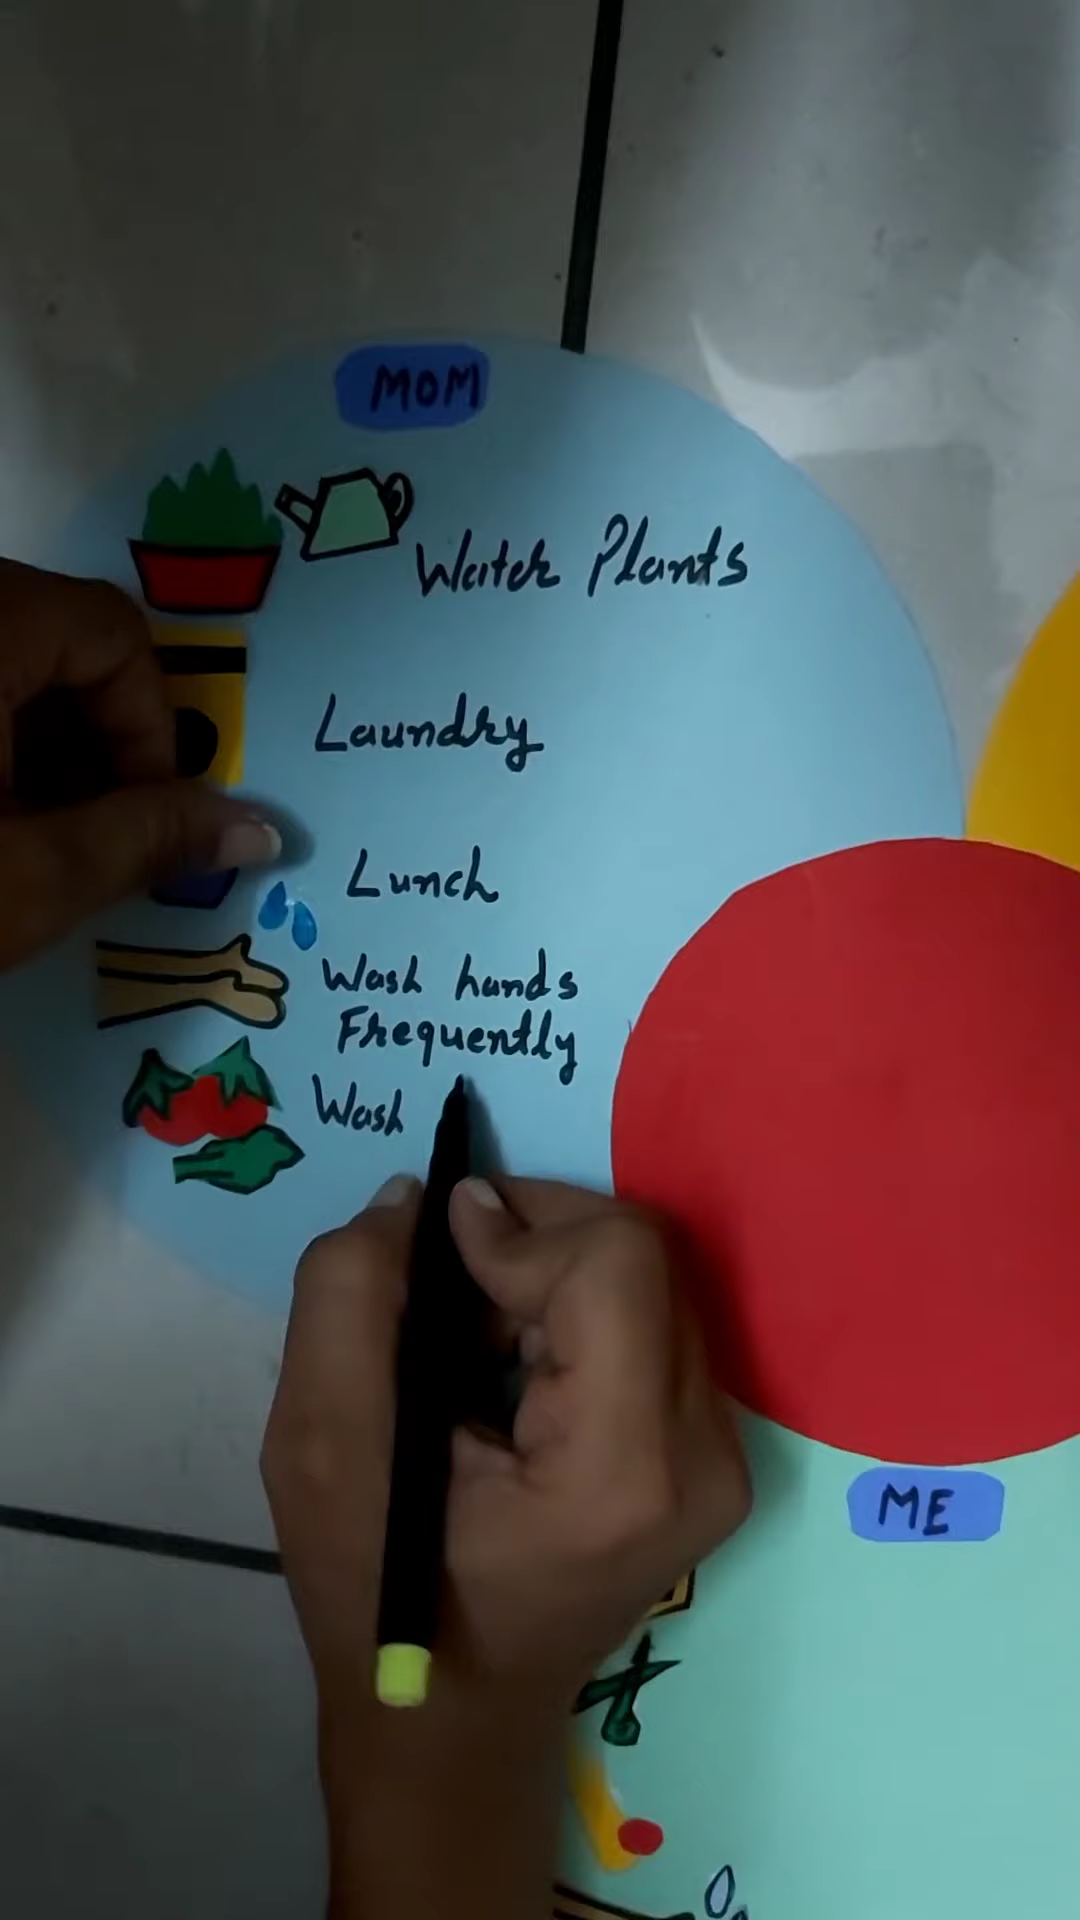 MOM
Water Plants
Laundry
Lunch
Wash hands
Frequently
Wash
ME